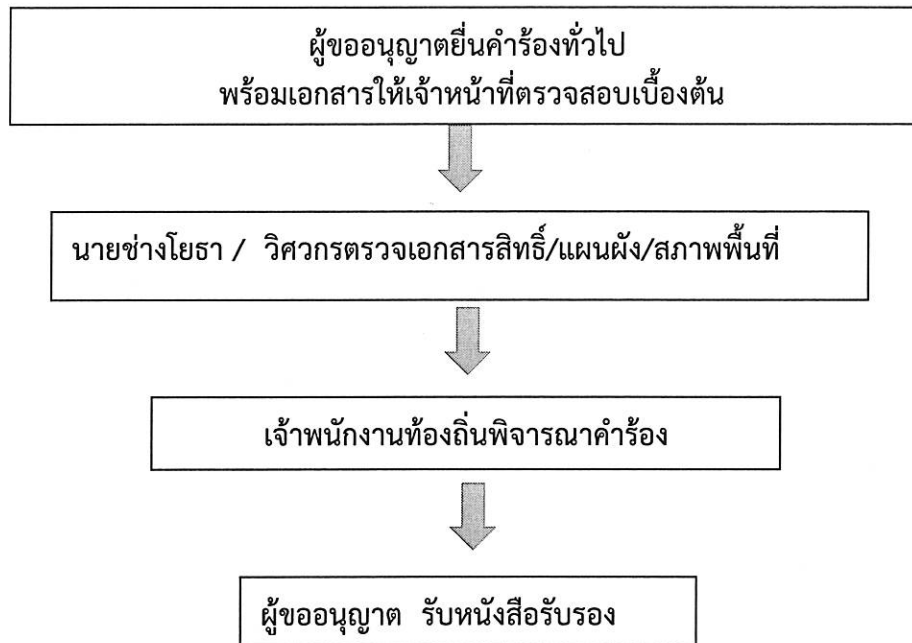 ผู้ขออนุญาตยื่นคำร้องทั่วไป
พร้อมเอกสารให้เจ้าหน้าที่ตรวจสอบเบื้องต้น
นายช่างโยธา / วิศวกรตรวจเอกสารสิทธิ์/แผนผัง/สภาพพื้นที่
เจ้าพนักงานท้องถิ่นพิจารณาคำร้อง
ผู้ขออนุญาต รับหนังสือรับรอง